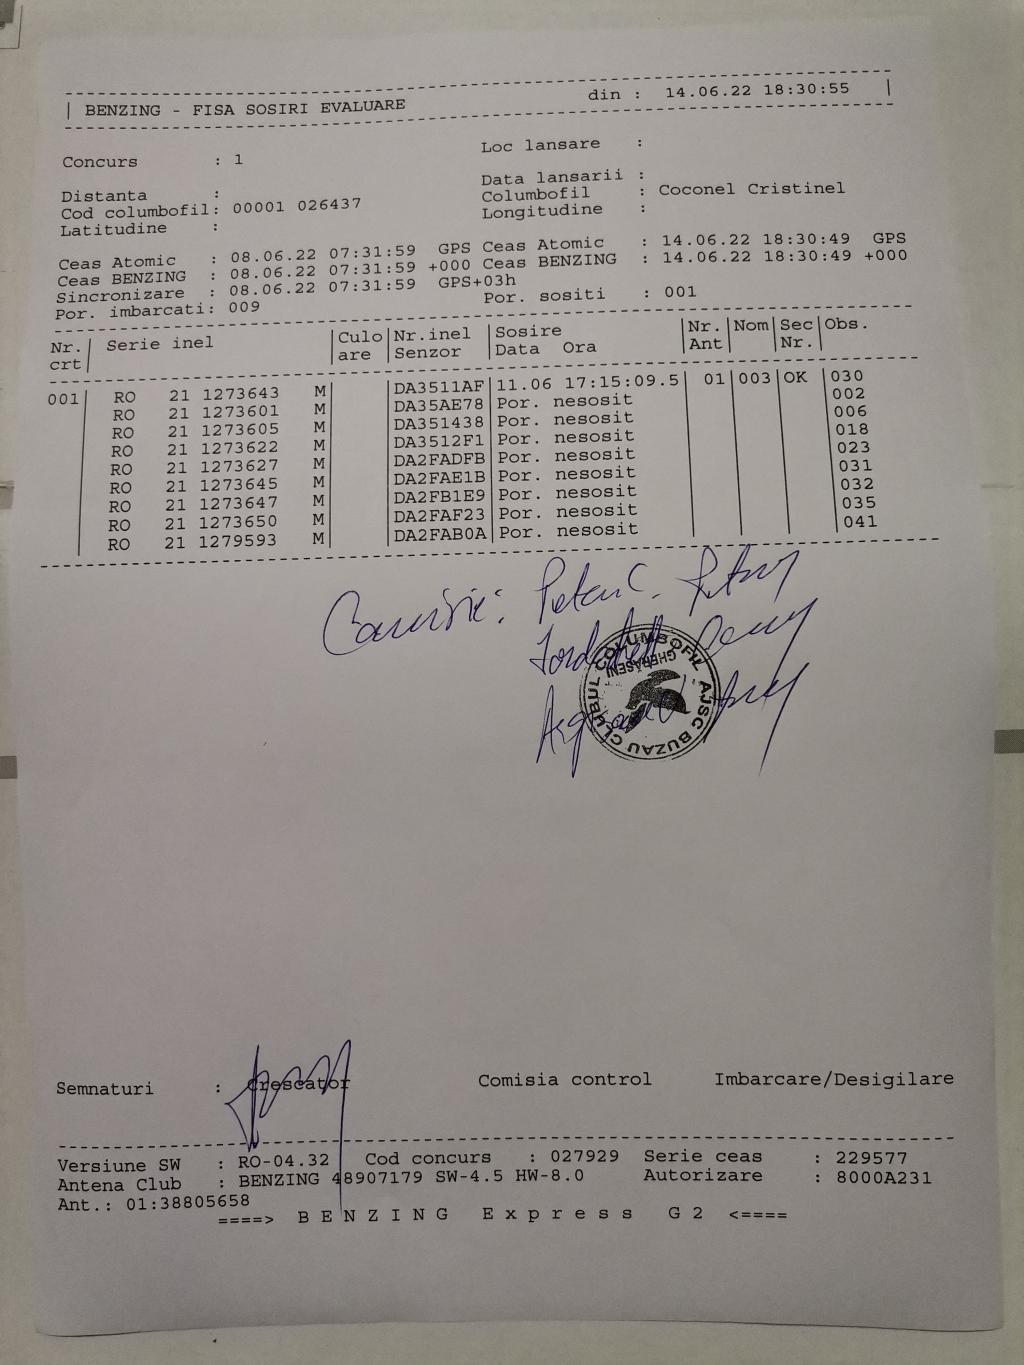 BENZING - FISA SOSIRI EVALUARE din : 14.06.22 18:30:55
Concurs : 1 Loc lansare :
Distanta : Data lansarii :
Cod columbofil: 00001 026437 Columbofil : Coconel Cristinel
Latitudine : Longitudine :
Ceas Atomic : 08.06.22 07:31:59 GPS Ceas Atomic : 14.06.22 18:30:49 GPS
Ceas BENZING : 08.06.22 07:31:59 +000 Ceas BENZING : 14.06.22 18:30:49 +000
Sincronizare : 08.06.22 07:31:59 GPS+03h
Por. imbarcati: 009 Por. sositi : 001
Nr. crt | Serie inel | Culoare | Nr.inel Senzor | Sosire Data Ora | Nr. Ant | Nom | Sec Nr. | Obs.
001 | RO 21 1273643 M | | DA3511AF | 11.06 17:15:09.5 | 01 | 003 | OK | 030
RO 21 1273601 M | | DA35AE78 | Por. nesosit | 002
RO 21 1273605 M | | DA351438 | Por. nesosit | 006
RO 21 1273622 M | | DA3512F1 | Por. nesosit | 018
RO 21 1273627 M | | DA2FADFB | Por. nesosit | 023
RO 21 1273645 M | | DA2FAE1B | Por. nesosit | 031
RO 21 1273647 M | | DA2FB1E9 | Por. nesosit | 032
RO 21 1273650 M | | DA2FAF23 | Por. nesosit | 035
RO 21 1279593 M | | DA2FAB0A | Por. nesosit | 041
CLUBUL COLUMBOFIL AJSC BUZAU
GHERASENI
Semnaturi : Crescator Comisia control Imbarcare/Desigilare
Versiune SW : RO-04.32 Cod concurs : 027929 Serie ceas : 229577
Antena Club : BENZING 48907179 SW-4.5 HW-8.0 Autorizare : 8000A231
Ant.: 01:38805658
====> B E N Z I N G E x p r e s s G 2 <====